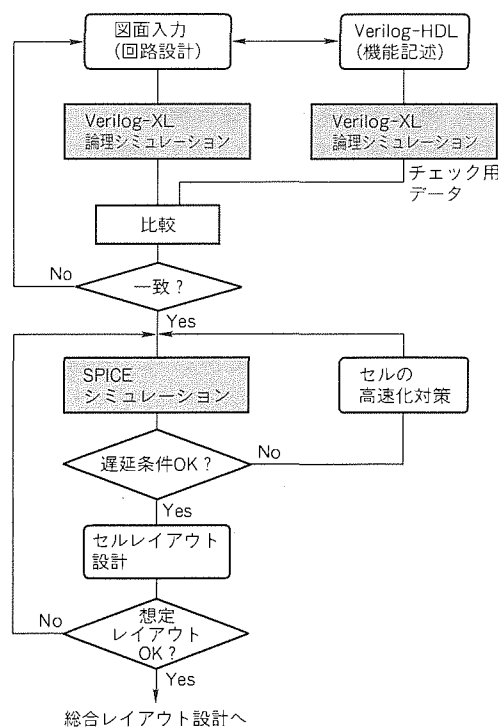 図面入力
(回路設計)
Verilog-HDL
(機能記述)
Verilog-XL
論理シミュレーション
Verilog-XL
論理シミュレーション
チェック用
データ
比較
No
一致？
Yes
SPICE
シミュレーション
セルの
高速化対策
遅延条件OK？
No
Yes
セルレイアウト
設計
No
想定
レイアウト
OK？
Yes
総合レイアウト設計へ